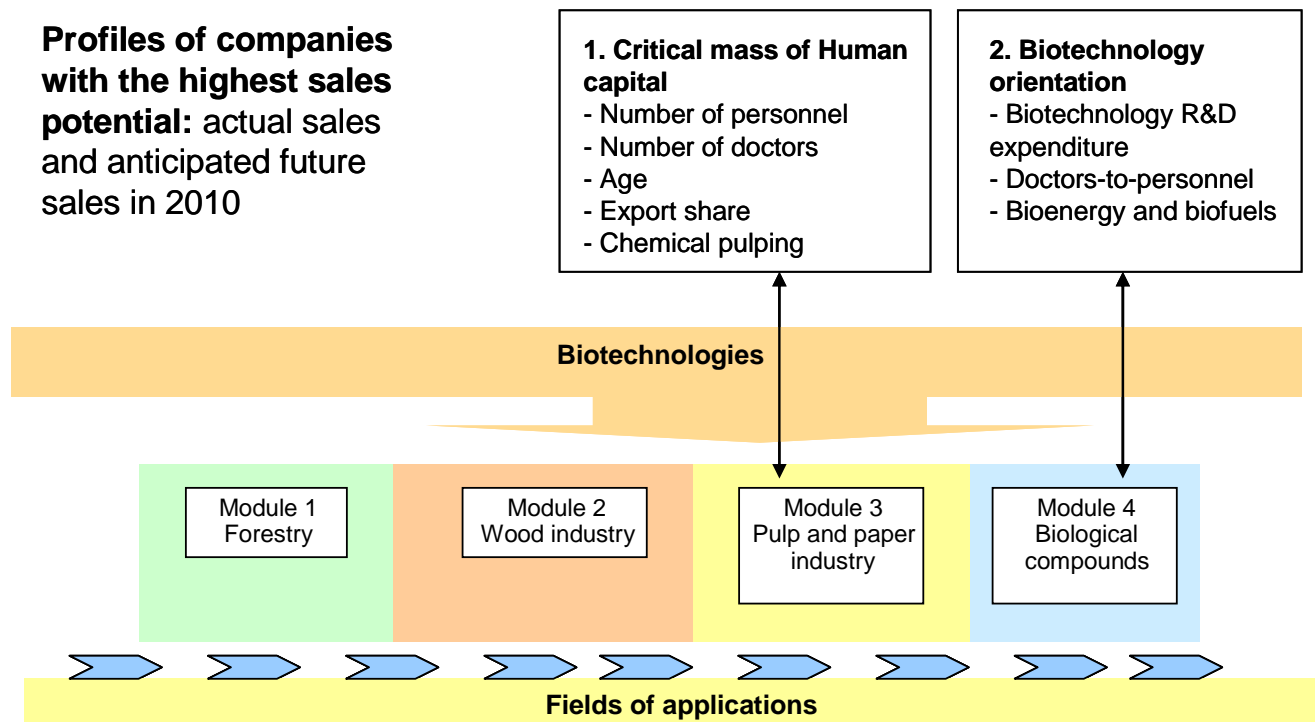 Profiles of companies
with the highest sales
potential: actual sales
and anticipated future
sales in 2010
1. Critical mass of Human
capital
- Number of personnel
- Number of doctors
- Age
- Export share
- Chemical pulping
2. Biotechnology
orientation
- Biotechnology R&D
expenditure
- Doctors-to-personnel
- Bioenergy and biofuels
Biotechnologies
Module 1
Forestry
Module 2
Wood industry
Module 3
Pulp and paper
industry
Module 4
Biological
compounds
Fields of applications